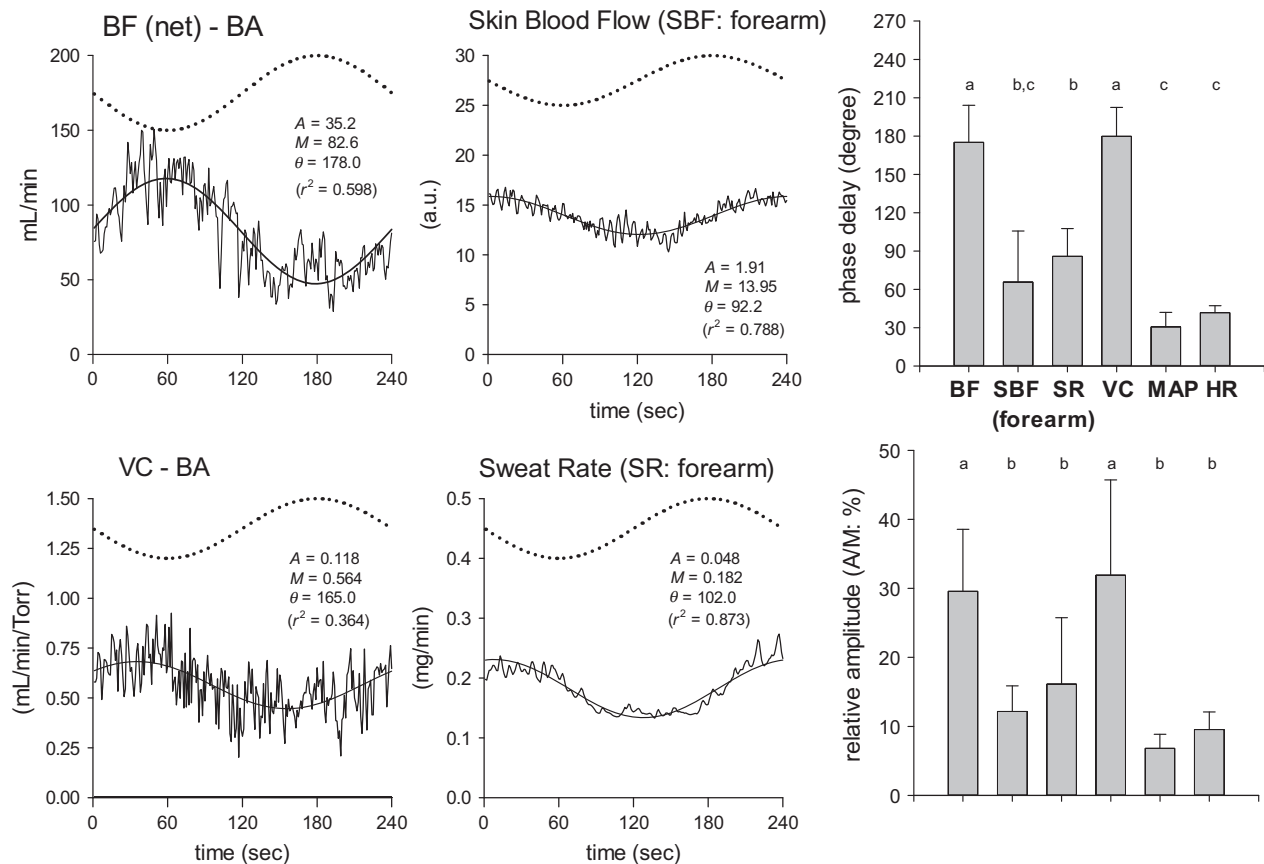 BF (net) - BA
200
150
100
50
0
mL/min
0 60 120 180 240
A = 35.2
M = 82.6
θ = 178.0
(r² = 0.598)
Skin Blood Flow (SBF: forearm)
30
25
20
15
10
5
0
(a.u.)
0 60 120 180 240
time (sec)
A = 1.91
M = 13.95
θ = 92.2
(r² = 0.788)
phase delay (degree)
270
240
210
180
150
120
90
60
30
0
a b,c b a c c
BF SBF SR VC MAP HR
(forearm)
VC - BA
1.50
1.25
1.00
0.75
0.50
0.25
0.00
(mL/min/Torr)
0 60 120 180 240
time (sec)
A = 0.118
M = 0.564
θ = 165.0
(r² = 0.364)
Sweat Rate (SR: forearm)
0.5
0.4
0.3
0.2
0.1
0.0
(mg/min)
0 60 120 180 240
time (sec)
A = 0.048
M = 0.182
θ = 102.0
(r² = 0.873)
relative amplitude (A/M: %)
50
40
30
20
10
0
a b b a b b